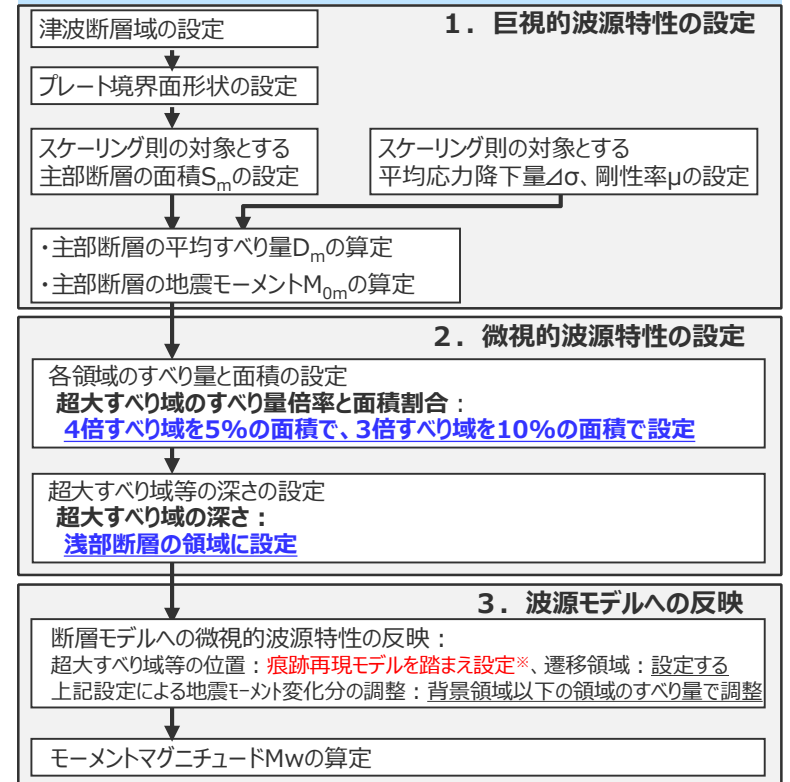 1．巨視的波源特性の設定
津波断層域の設定
プレート境界面形状の設定
スケーリング則の対象とする
主部断層の面積Smの設定
スケーリング則の対象とする
平均応力降下量⊿σ、剛性率μの設定
・主部断層の平均すべり量Dmの算定
・主部断層の地震モーメントM0mの算定
2．微視的波源特性の設定
各領域のすべり量と面積の設定
超大すべり域のすべり量倍率と面積割合：
4倍すべり域を5%の面積で、3倍すべり域を10%の面積で設定
超大すべり域等の深さの設定
超大すべり域の深さ：
浅部断層の領域に設定
3．波源モデルへの反映
断層モデルへの微視的波源特性の反映：
超大すべり域等の位置：痕跡再現モデルを踏まえ設定※、遷移領域：設定する
上記設定による地震ﾓｰﾒﾝﾄ変化分の調整：背景領域以下の領域のすべり量で調整
モーメントマグニチュードMwの算定